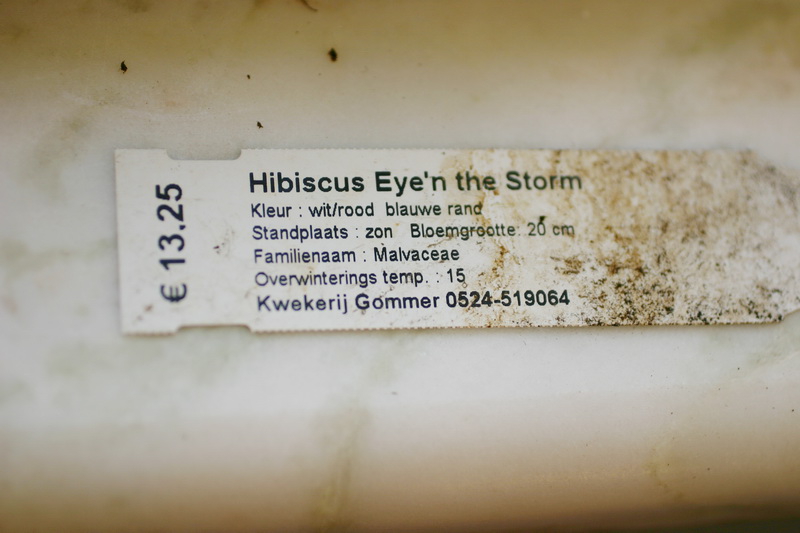 € 13.25
Hibiscus Eye'n the Storm
Kleur : wit/rood blauwe rand
Standplaats : zon Bloemgrootte: 20 cm
Familienaam : Malvaceae
Overwinterings temp. : 15
Kwekerij Gommer 0524-519064